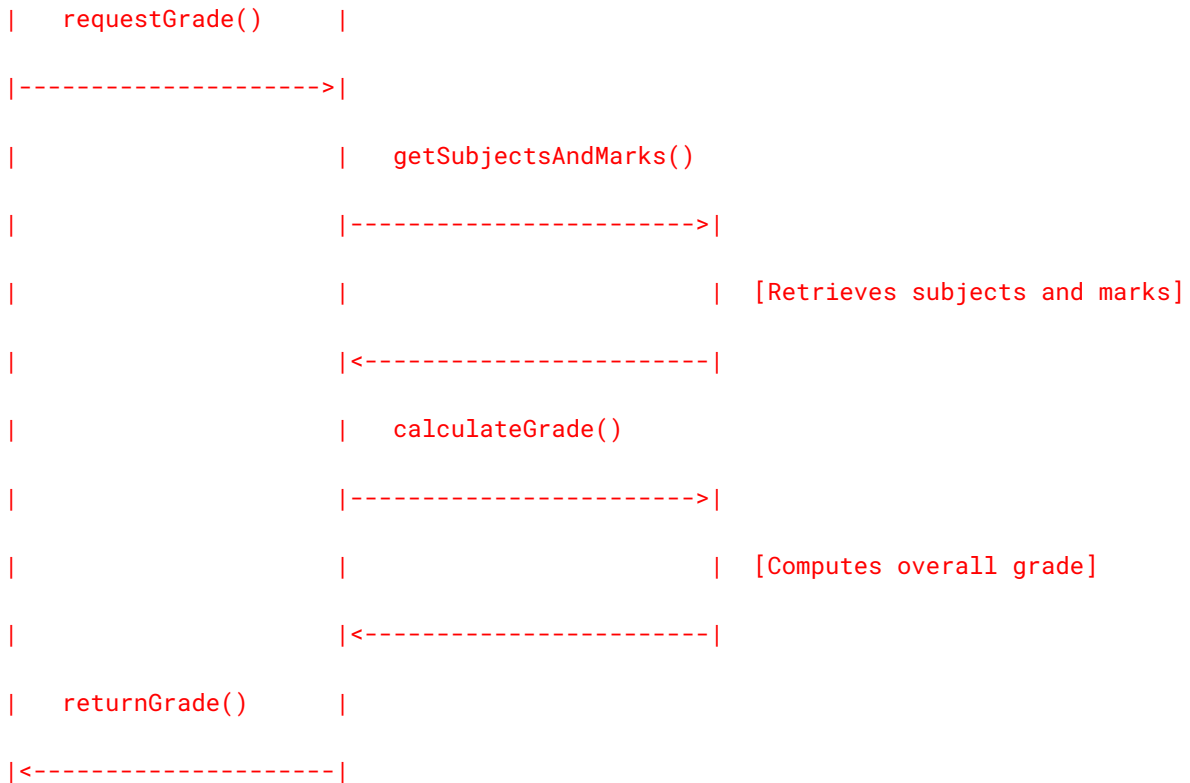 |   requestGrade()     |
|--------------------->|
|                      |   getSubjectsAndMarks()
|                      |------------------------>|
|                      |                         |  [Retrieves subjects and marks]
|                      |<------------------------|
|                      |   calculateGrade()
|                      |------------------------>|
|                      |                         |  [Computes overall grade]
|                      |<------------------------|
|   returnGrade()      |
|<---------------------|